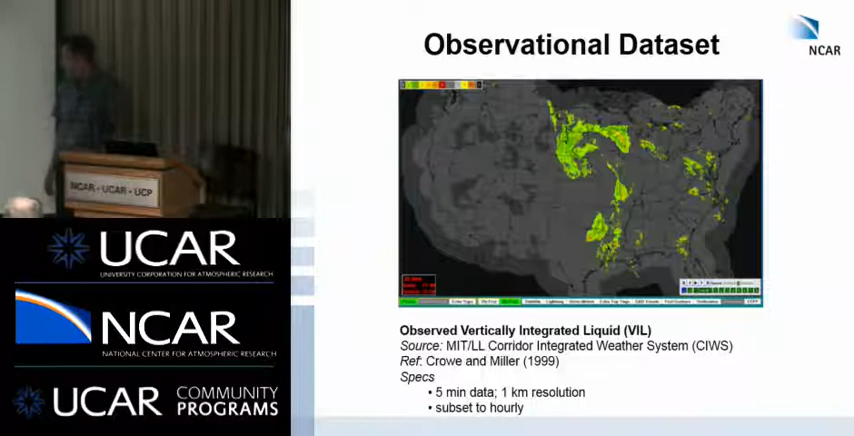 Observational Dataset
NCAR
NCAR - UCAR - UCP
UCAR
UNIVERSITY CORPORATION FOR ATMOSPHERIC RESEARCH
NCAR
NATIONAL CENTER FOR ATMOSPHERIC RESEARCH
UCAR COMMUNITY
PROGRAMS
Observed Vertically Integrated Liquid (VIL)
Source: MIT/LL Corridor Integrated Weather System (CIWS)
Ref: Crowe and Miller (1999)
Specs
• 5 min data; 1 km resolution
• subset to hourly